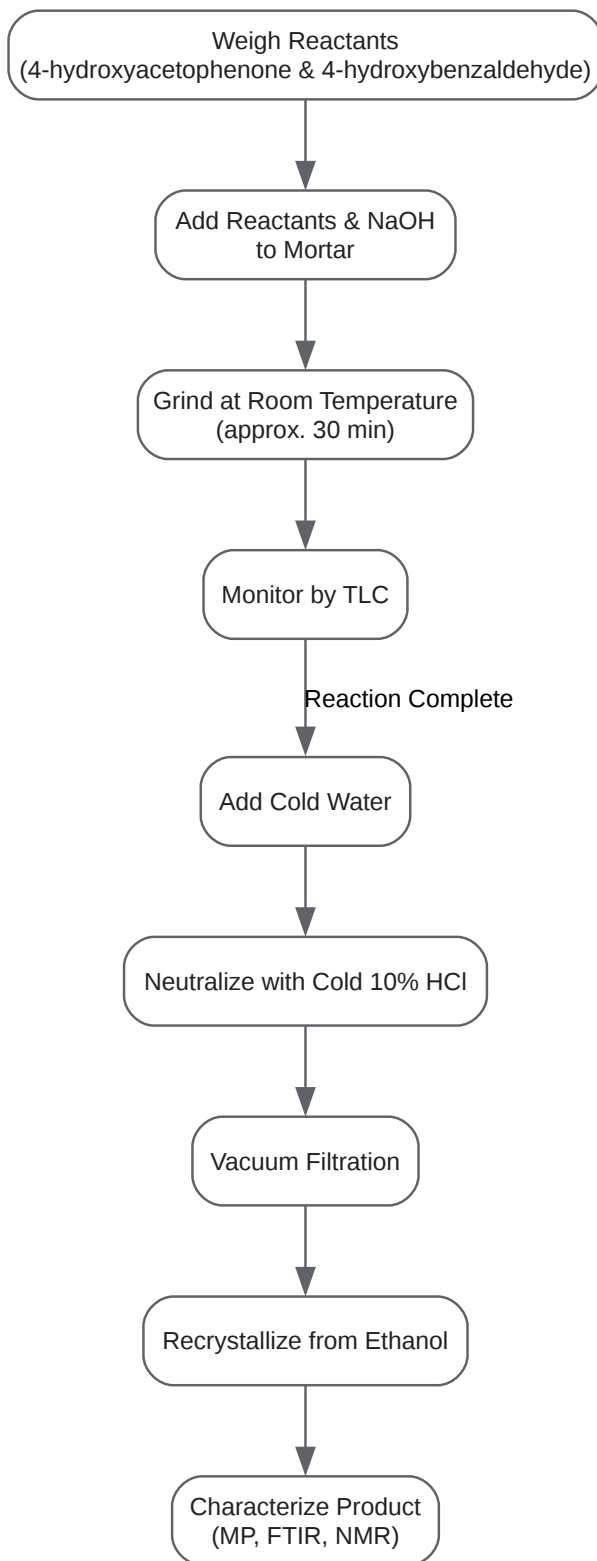 Weigh Reactants
(4-hydroxyacetophenone & 4-hydroxybenzaldehyde)
Add Reactants & NaOH
to Mortar
Grind at Room Temperature
(approx. 30 min)
Monitor by TLC
Reaction Complete
Add Cold Water
Neutralize with Cold 10% HCl
Vacuum Filtration
Recrystallize from Ethanol
Characterize Product
(MP, FTIR, NMR)